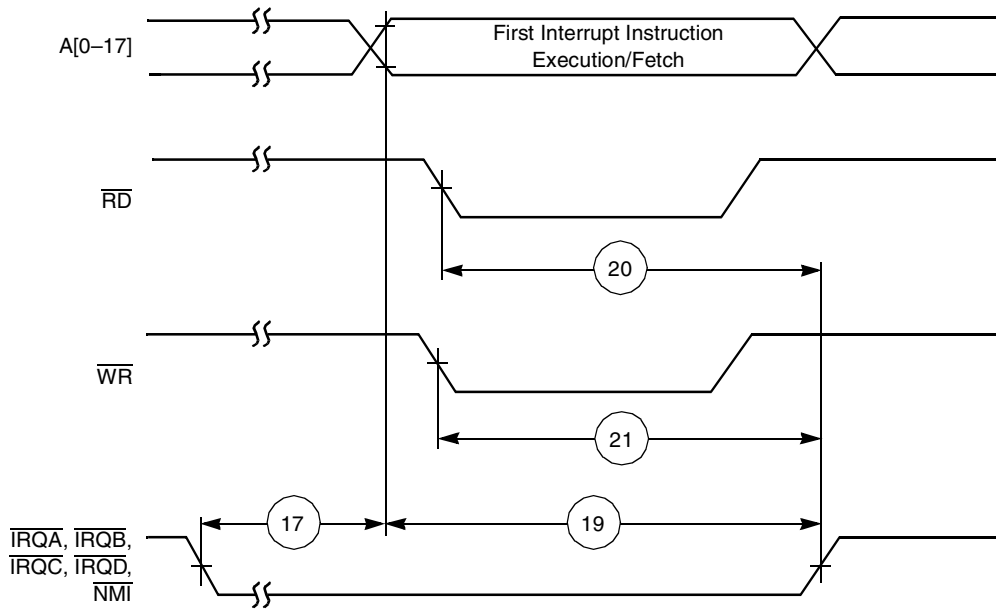 A[0–17]
First Interrupt Instruction
Execution/Fetch
RD
20
WR
21
17
19
IRQA, IRQB,
IRQC, IRQD,
NMI